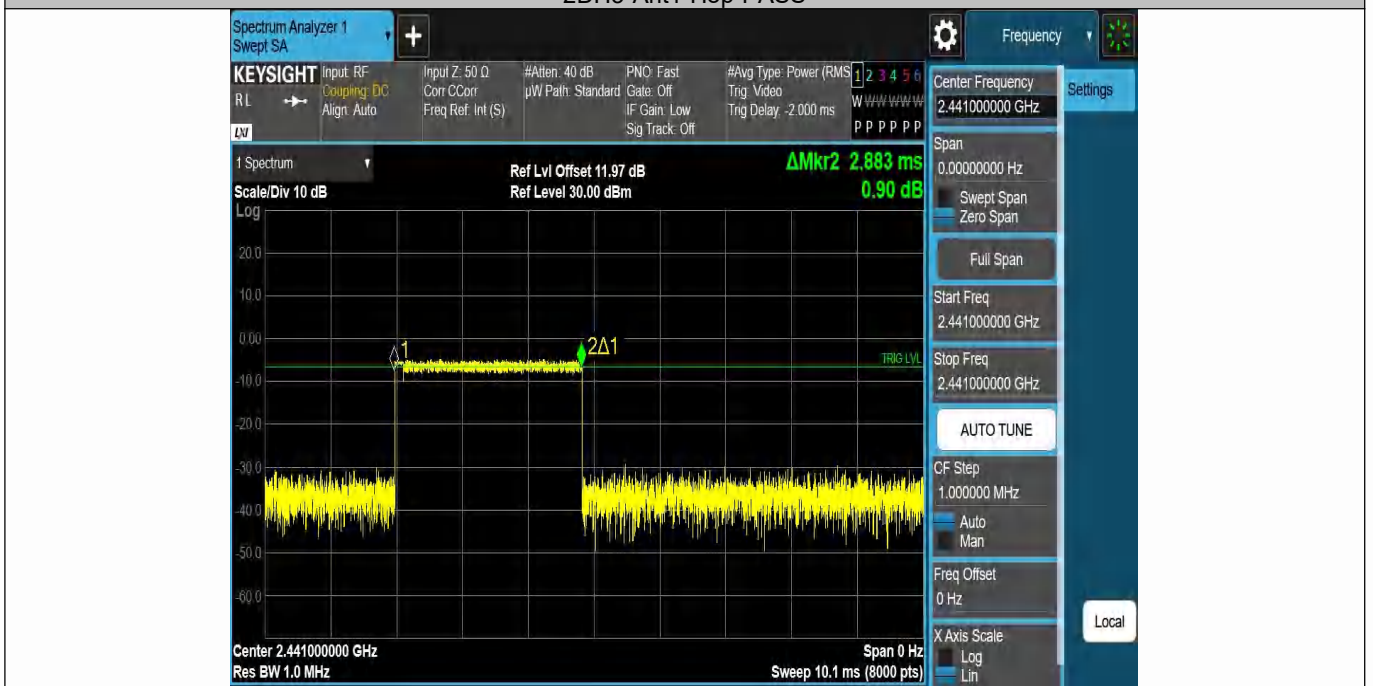 2DH5-Ant1-Hop-PASS
Spectrum Analyzer 1
Swept SA
+
Frequency
KEYSIGHT
RL
LXI
Input: RF
Coupling: DC
Align: Auto
Input Z: 50 Ω
Corr CCorr
Freq Ref: Int (S)
#Atten: 40 dB
µW Path: Standard
PNO: Fast
Gate: Off
IF Gain: Low
Sig Track: Off
#Avg Type: Power (RMS
Trig: Video
Trig Delay: -2.000 ms
1 2 3 4 5 6
W W W W W W
P P P P P P
1 Spectrum
Scale/Div 10 dB
Ref Lvl Offset 11.97 dB
Ref Level 30.00 dBm
ΔMkr2 2.883 ms
0.90 dB
Log
20.0
10.0
0.00
-10.0
-20.0
-30.0
-40.0
-50.0
-60.0
1
2Δ1
TRIG LVL
Center 2.441000000 GHz
Res BW 1.0 MHz
Span 0 Hz
Sweep 10.1 ms (8000 pts)
Center Frequency
2.441000000 GHz
Settings
Span
0.00000000 Hz
Swept Span
Zero Span
Full Span
Start Freq
2.441000000 GHz
Stop Freq
2.441000000 GHz
AUTO TUNE
CF Step
1.000000 MHz
Auto
Man
Freq Offset
0 Hz
X Axis Scale
Log
Lin
Local